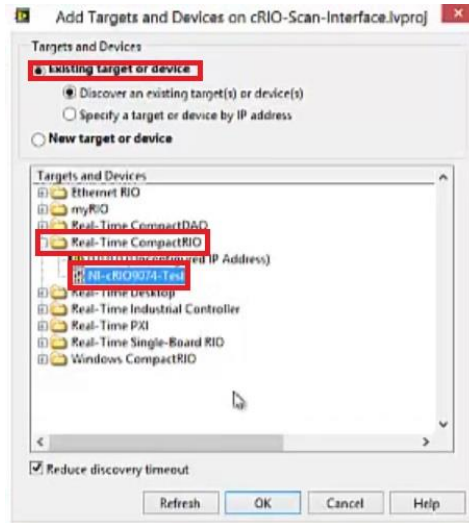 Add Targets and Devices on cRIO-Scan-Interface.lvproj
Targets and Devices
Existing target or device
Discover an existing target(s) or device(s)
Specify a target or device by IP address
New target or device
Targets and Devices
Ethernet RIO
myRIO
Real-Time CompactDAQ
Real-Time CompactRIO
IP Address)
NI-cRIO9074-Test
Real-Time Desktop
Real-Time Industrial Controller
Real-Time PXI
Real-Time Single-Board RIO
Windows CompactRIO
Reduce discovery timeout
Refresh OK Cancel Help